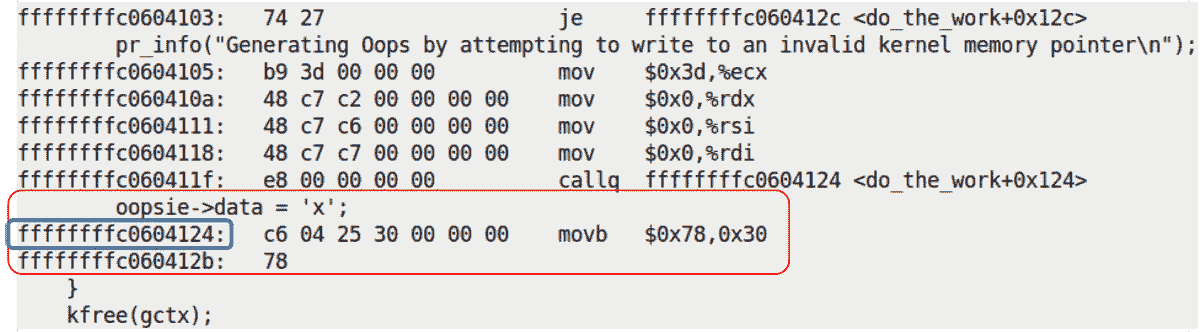 ffffffffc0604103:   74 27                   je     ffffffffc060412c <do_the_work+0x12c>
        pr_info("Generating Oops by attempting to write to an invalid kernel memory pointer\n");
ffffffffc0604105:   b9 3d 00 00 00          mov    $0x3d,%ecx
ffffffffc060410a:   48 c7 c2 00 00 00 00    mov    $0x0,%rdx
ffffffffc0604111:   48 c7 c6 00 00 00 00    mov    $0x0,%rsi
ffffffffc0604118:   48 c7 c7 00 00 00 00    mov    $0x0,%rdi
ffffffffc060411f:   e8 00 00 00 00          callq  ffffffffc0604124 <do_the_work+0x124>
        oopsie->data = 'x';
ffffffffc0604124:   c6 04 25 30 00 00 00    movb   $0x78,0x30
ffffffffc060412b:   78
    }
    kfree(gctx);